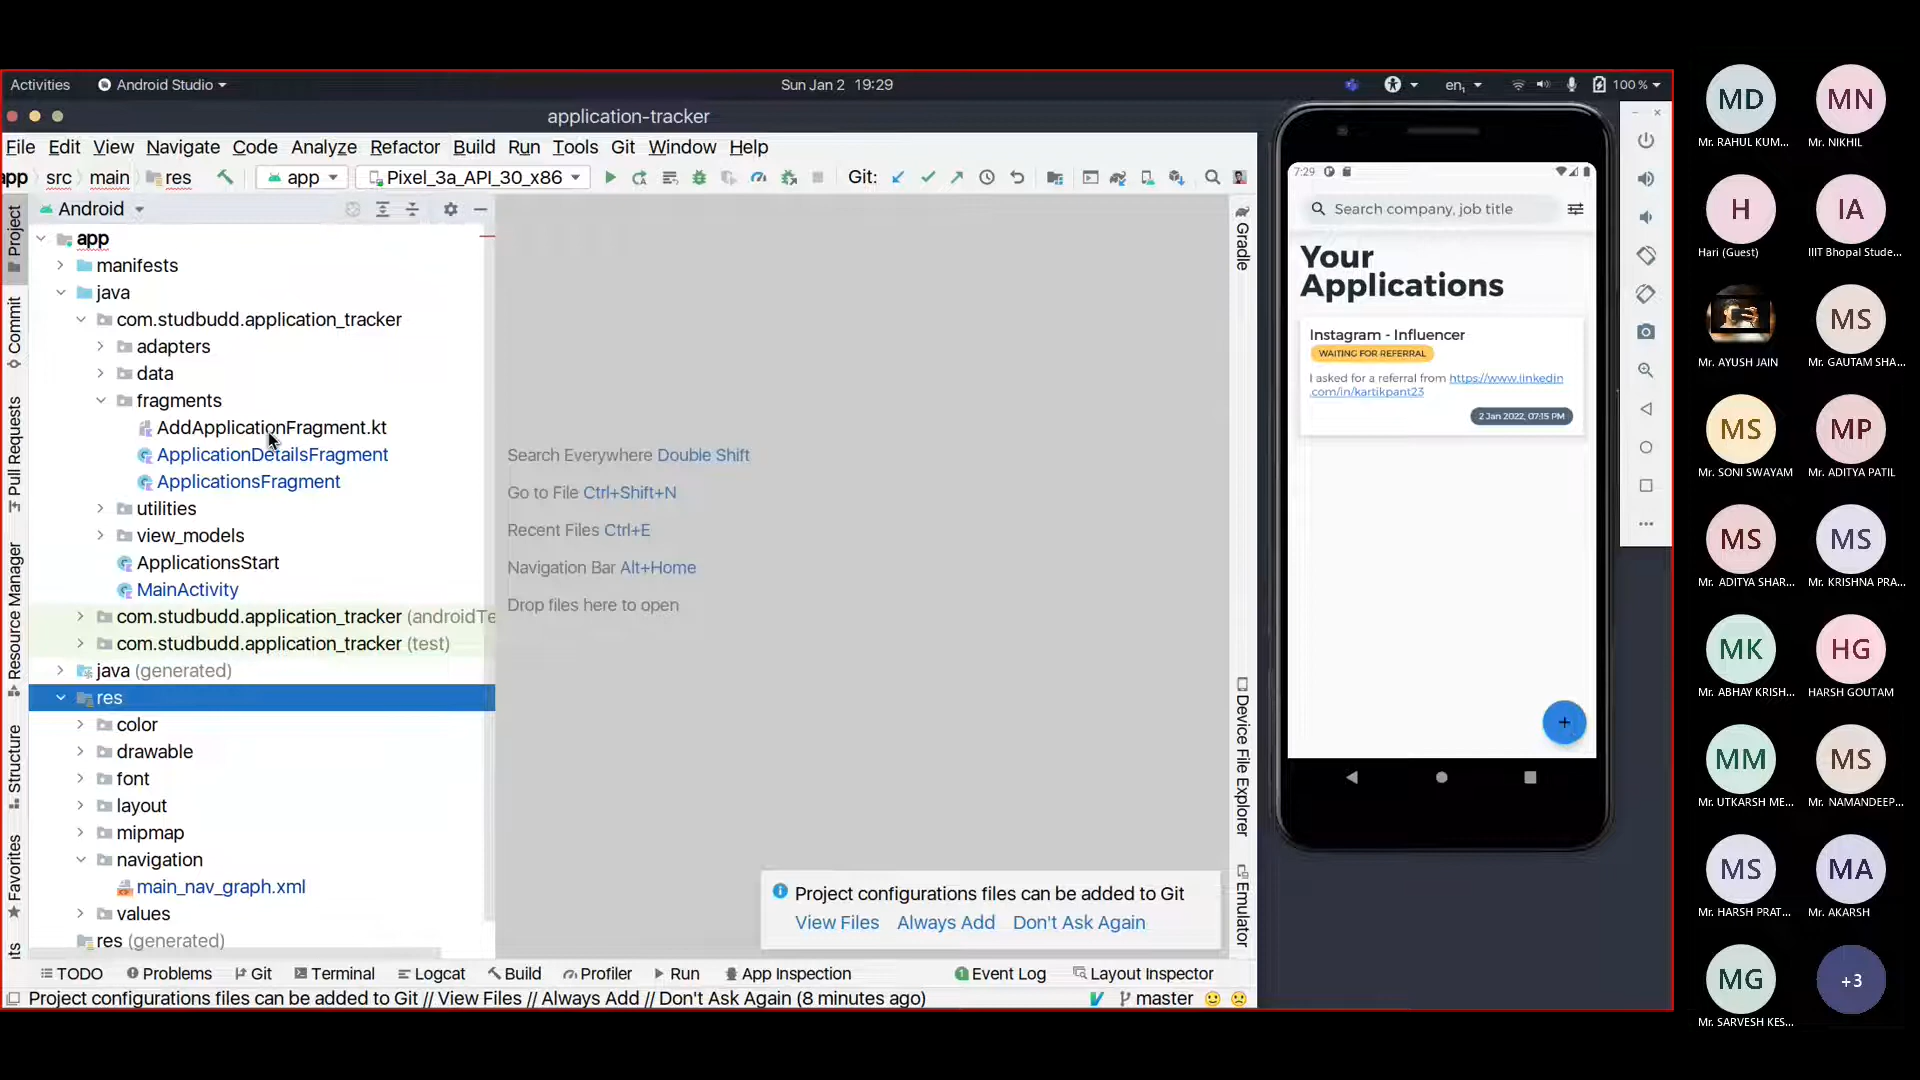 Activities
Android Studio
Sun Jan 2 19:29
en1
100 %
application-tracker
File Edit View Navigate Code Analyze Refactor Build Run Tools Git Window Help
app src main res
app
Pixel_3a_API_30_x86
Git:
Android
app
manifests
java
com.studbudd.application_tracker
adapters
data
fragments
AddApplicationFragment.kt
ApplicationDetailsFragment
ApplicationsFragment
utilities
view_models
ApplicationsStart
MainActivity
com.studbudd.application_tracker (androidTe
com.studbudd.application_tracker (test)
java (generated)
res
color
drawable
font
layout
mipmap
navigation
main_nav_graph.xml
values
res (generated)
Project
Commit
Pull Requests
Resource Manager
Structure
Favorites
Search Everywhere Double Shift
Go to File Ctrl+Shift+N
Recent Files Ctrl+E
Navigation Bar Alt+Home
Drop files here to open
Gradle
Device File Explorer
Emulator
Project configurations files can be added to Git
View Files Always Add Don't Ask Again
TODO Problems Git Terminal Logcat Build Profiler Run App Inspection Event Log Layout Inspector
Project configurations files can be added to Git // View Files // Always Add // Don't Ask Again (8 minutes ago)
master
7:29
Search company, job title
Your
Applications
Instagram - Influencer
WAITING FOR REFERRAL
I asked for a referral from https://www.linkedin
.com/in/kartikpant23
2 Jan 2022, 07:15 PM
+
MD MN
Mr. RAHUL KUM... Mr. NIKHIL
H IA
Hari (Guest) IIIT Bhopal Stude...
MS
Mr. AYUSH JAIN Mr. GAUTAM SHA...
MS MP
Mr. SONI SWAYAM Mr. ADITYA PATIL
MS MS
Mr. ADITYA SHAR... Mr. KRISHNA PRA...
MK HG
Mr. ABHAY KRISH... HARSH GOUTAM
MM MS
Mr. UTKARSH ME... Mr. NAMANDEEP...
MS MA
Mr. HARSH PRAT... Mr. AKARSH
MG +3
Mr. SARVESH KES...